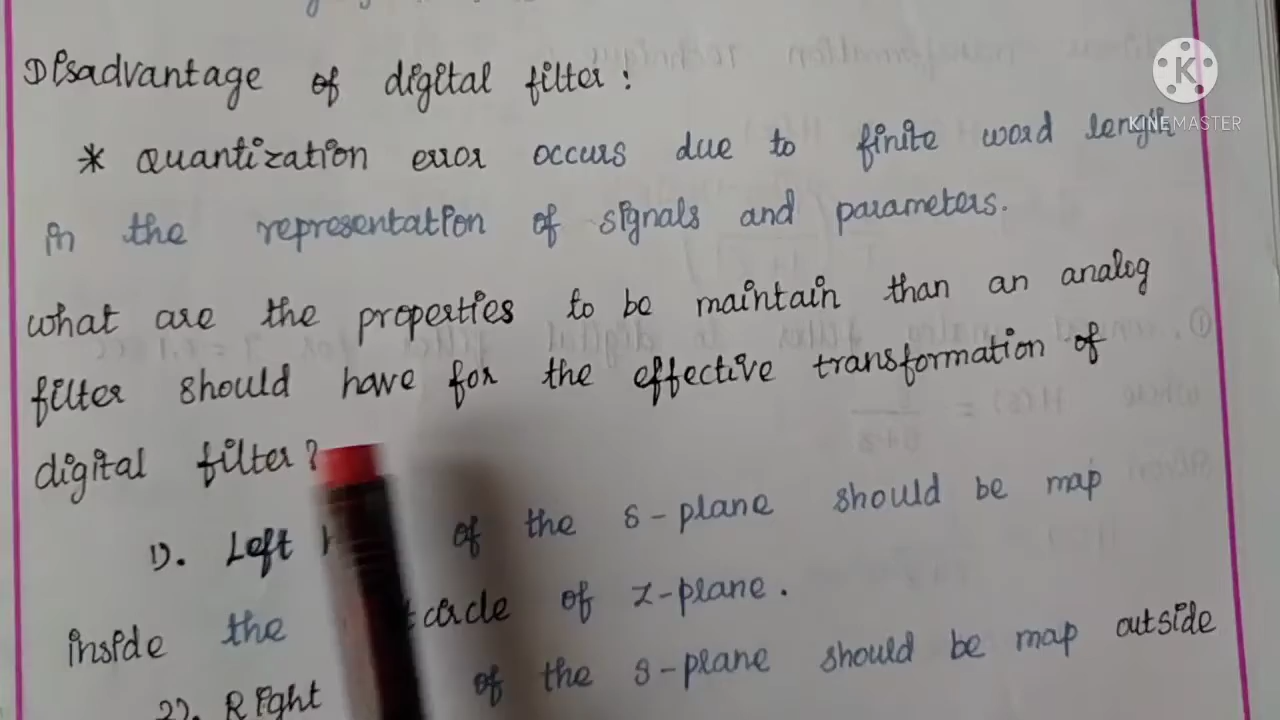 Disadvantage of digital filter :
* Quantization error occurs due to finite word length
in the representation of signals and parameters.
what are the properties to be maintain than an analog
filter should have for the effective transformation of
digital filter?
1). Left of the s-plane should be map
inside the circle of z-plane.
2). Right of the s-plane should be map outside
K
KINEMASTER